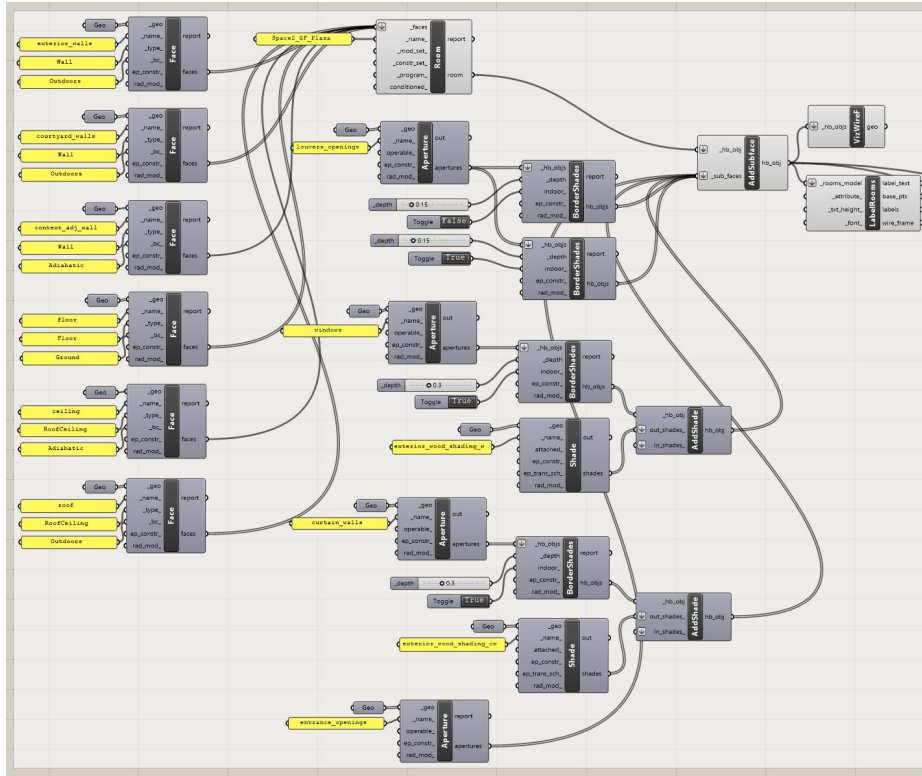 Geo
exterior_walls
Wall
Outdoors
_geo
_name_
_type_
_bc_
ep_constr_
rad_mod_
Face
report
faces
Geo
courtyard_walls
Wall
Outdoors
_geo
_name_
_type_
_bc_
ep_constr_
rad_mod_
Face
report
faces
Geo
context_adj_wall
Wall
Adiabatic
_geo
_name_
_type_
_bc_
ep_constr_
rad_mod_
Face
report
faces
Geo
floor
Floor
Ground
_geo
_name_
_type_
_bc_
ep_constr_
rad_mod_
Face
report
faces
Geo
ceiling
RoofCeiling
Adiabatic
_geo
_name_
_type_
_bc_
ep_constr_
rad_mod_
Face
report
faces
Geo
roof
RoofCeiling
Outdoors
_geo
_name_
_type_
_bc_
ep_constr_
rad_mod_
Face
report
faces
Space2_GF_Plaza
_faces
_name_
_mod_set_
_constr_set_
_program_
conditioned_
Room
report
room
Geo
louvers_openings
_geo
_name_
operable_
ep_constr_
rad_mod_
Aperture
out
apertures
_depth
0.15
Toggle
False
_hb_objs
_depth
indoor_
ep_constr_
rad_mod_
BorderShades
report
hb_objs
_depth
0.15
Toggle
True
_hb_objs
_depth
indoor_
ep_constr_
rad_mod_
BorderShades
report
hb_objs
Geo
windows
_geo
_name_
operable_
ep_constr_
rad_mod_
Aperture
out
apertures
_depth
0.3
Toggle
True
_hb_objs
_depth
indoor_
ep_constr_
rad_mod_
BorderShades
report
hb_objs
Geo
exterior_wood_shading_w
_geo
_name_
attached_
ep_constr_
ep_trans_sch_
rad_mod_
Shade
out
shades
_hb_obj
out_shades_
in_shades_
AddShade
hb_obj
Geo
curtain_walls
_geo
_name_
operable_
ep_constr_
rad_mod_
Aperture
out
apertures
_depth
0.3
Toggle
True
_hb_objs
_depth
indoor_
ep_constr_
rad_mod_
BorderShades
report
hb_objs
Geo
exterior_wood_shading_cw
_geo
_name_
attached_
ep_constr_
ep_trans_sch_
rad_mod_
Shade
out
shades
_hb_obj
out_shades_
in_shades_
AddShade
hb_obj
Geo
entrance_openings
_geo
_name_
operable_
ep_constr_
rad_mod_
Aperture
report
apertures
_hb_obj
_sub_faces_
AddSubface
hb_obj
_hb_objs
VizWireF
geo
_rooms_model
_attribute_
_txt_height_
_font_
LabelRooms
label_text
base_pts
labels
wire_frame